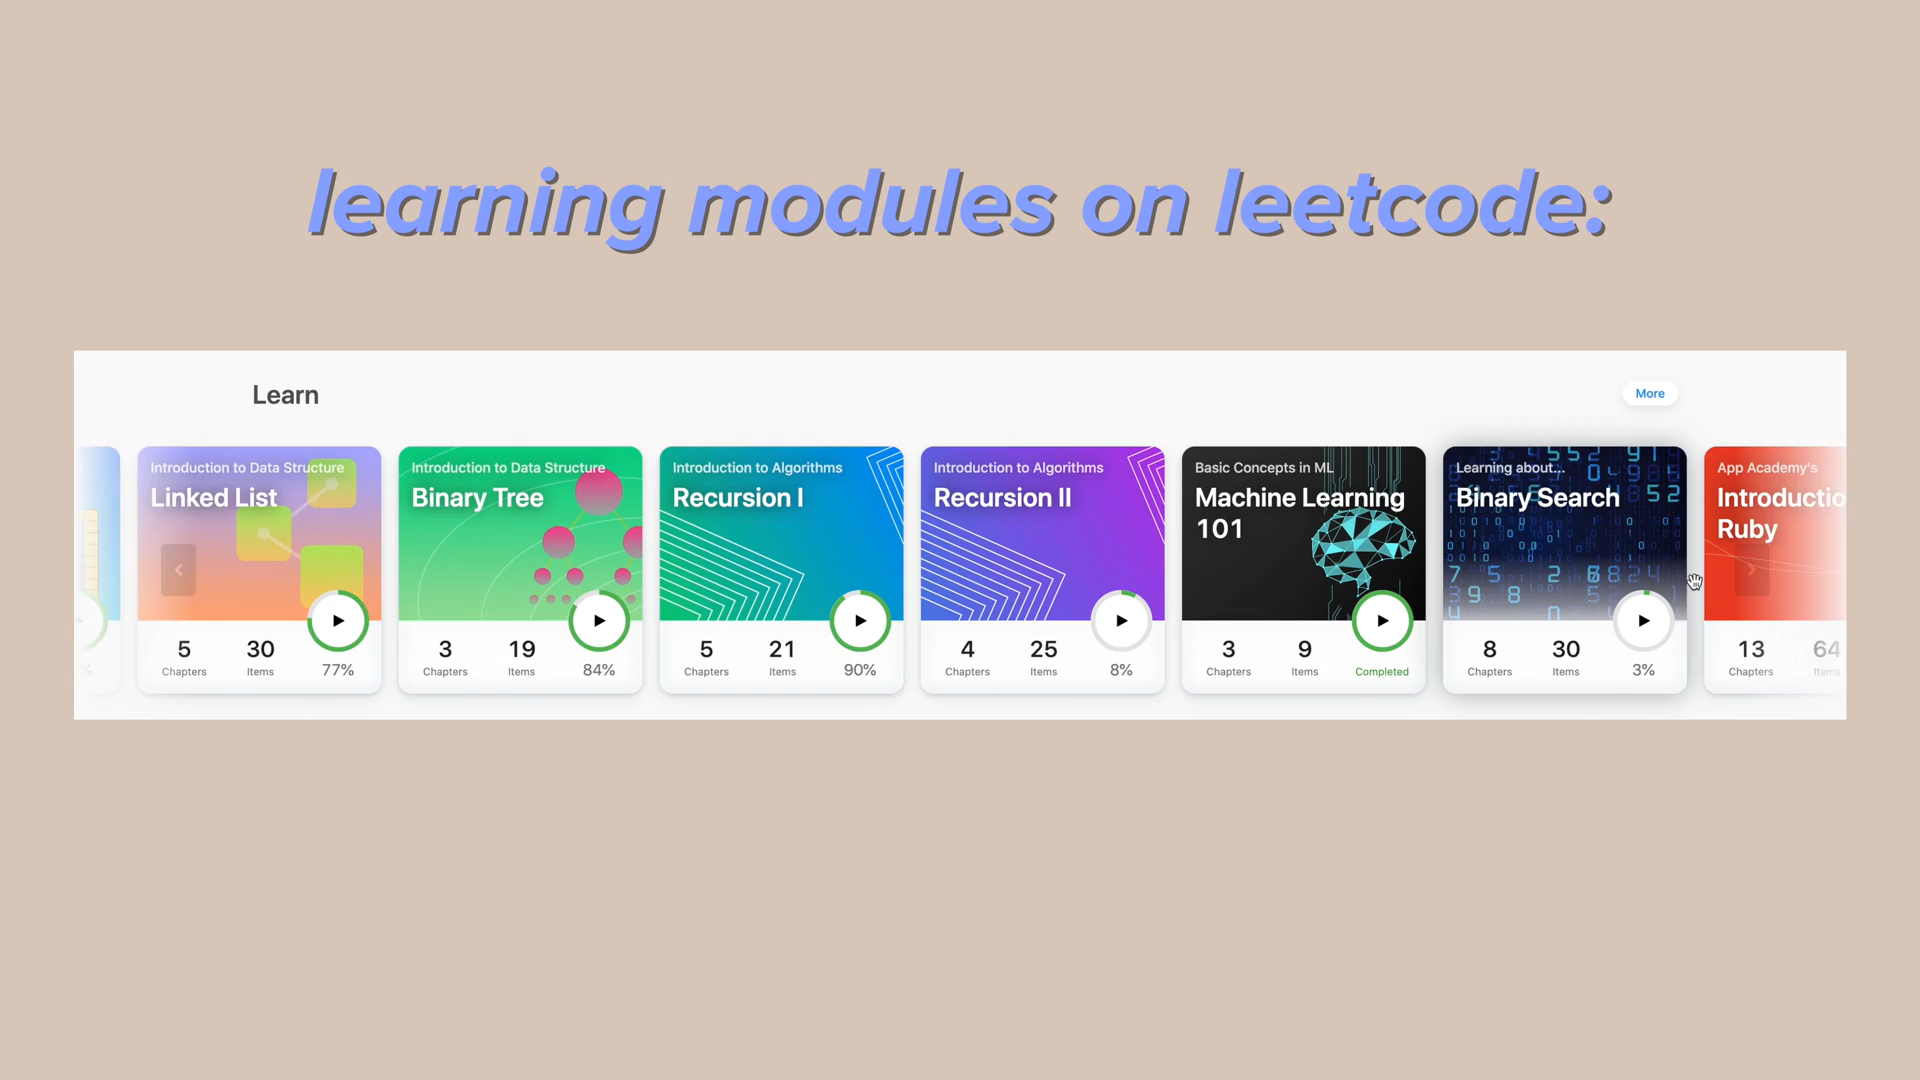 learning modules on leetcode:
Learn
More
Introduction to Data Structure
Linked List
5
30
Chapters
Items
77%
Introduction to Data Structure
Binary Tree
3
19
Chapters
Items
84%
Introduction to Algorithms
Recursion I
5
21
Chapters
Items
90%
Introduction to Algorithms
Recursion II
4
25
Chapters
Items
8%
Basic Concepts in ML
Machine Learning
101
3
9
Chapters
Items
Completed
Learning about...
Binary Search
8
30
Chapters
Items
3%
App Academy's
Introductio
Ruby
13
64
Chapters
Items
%